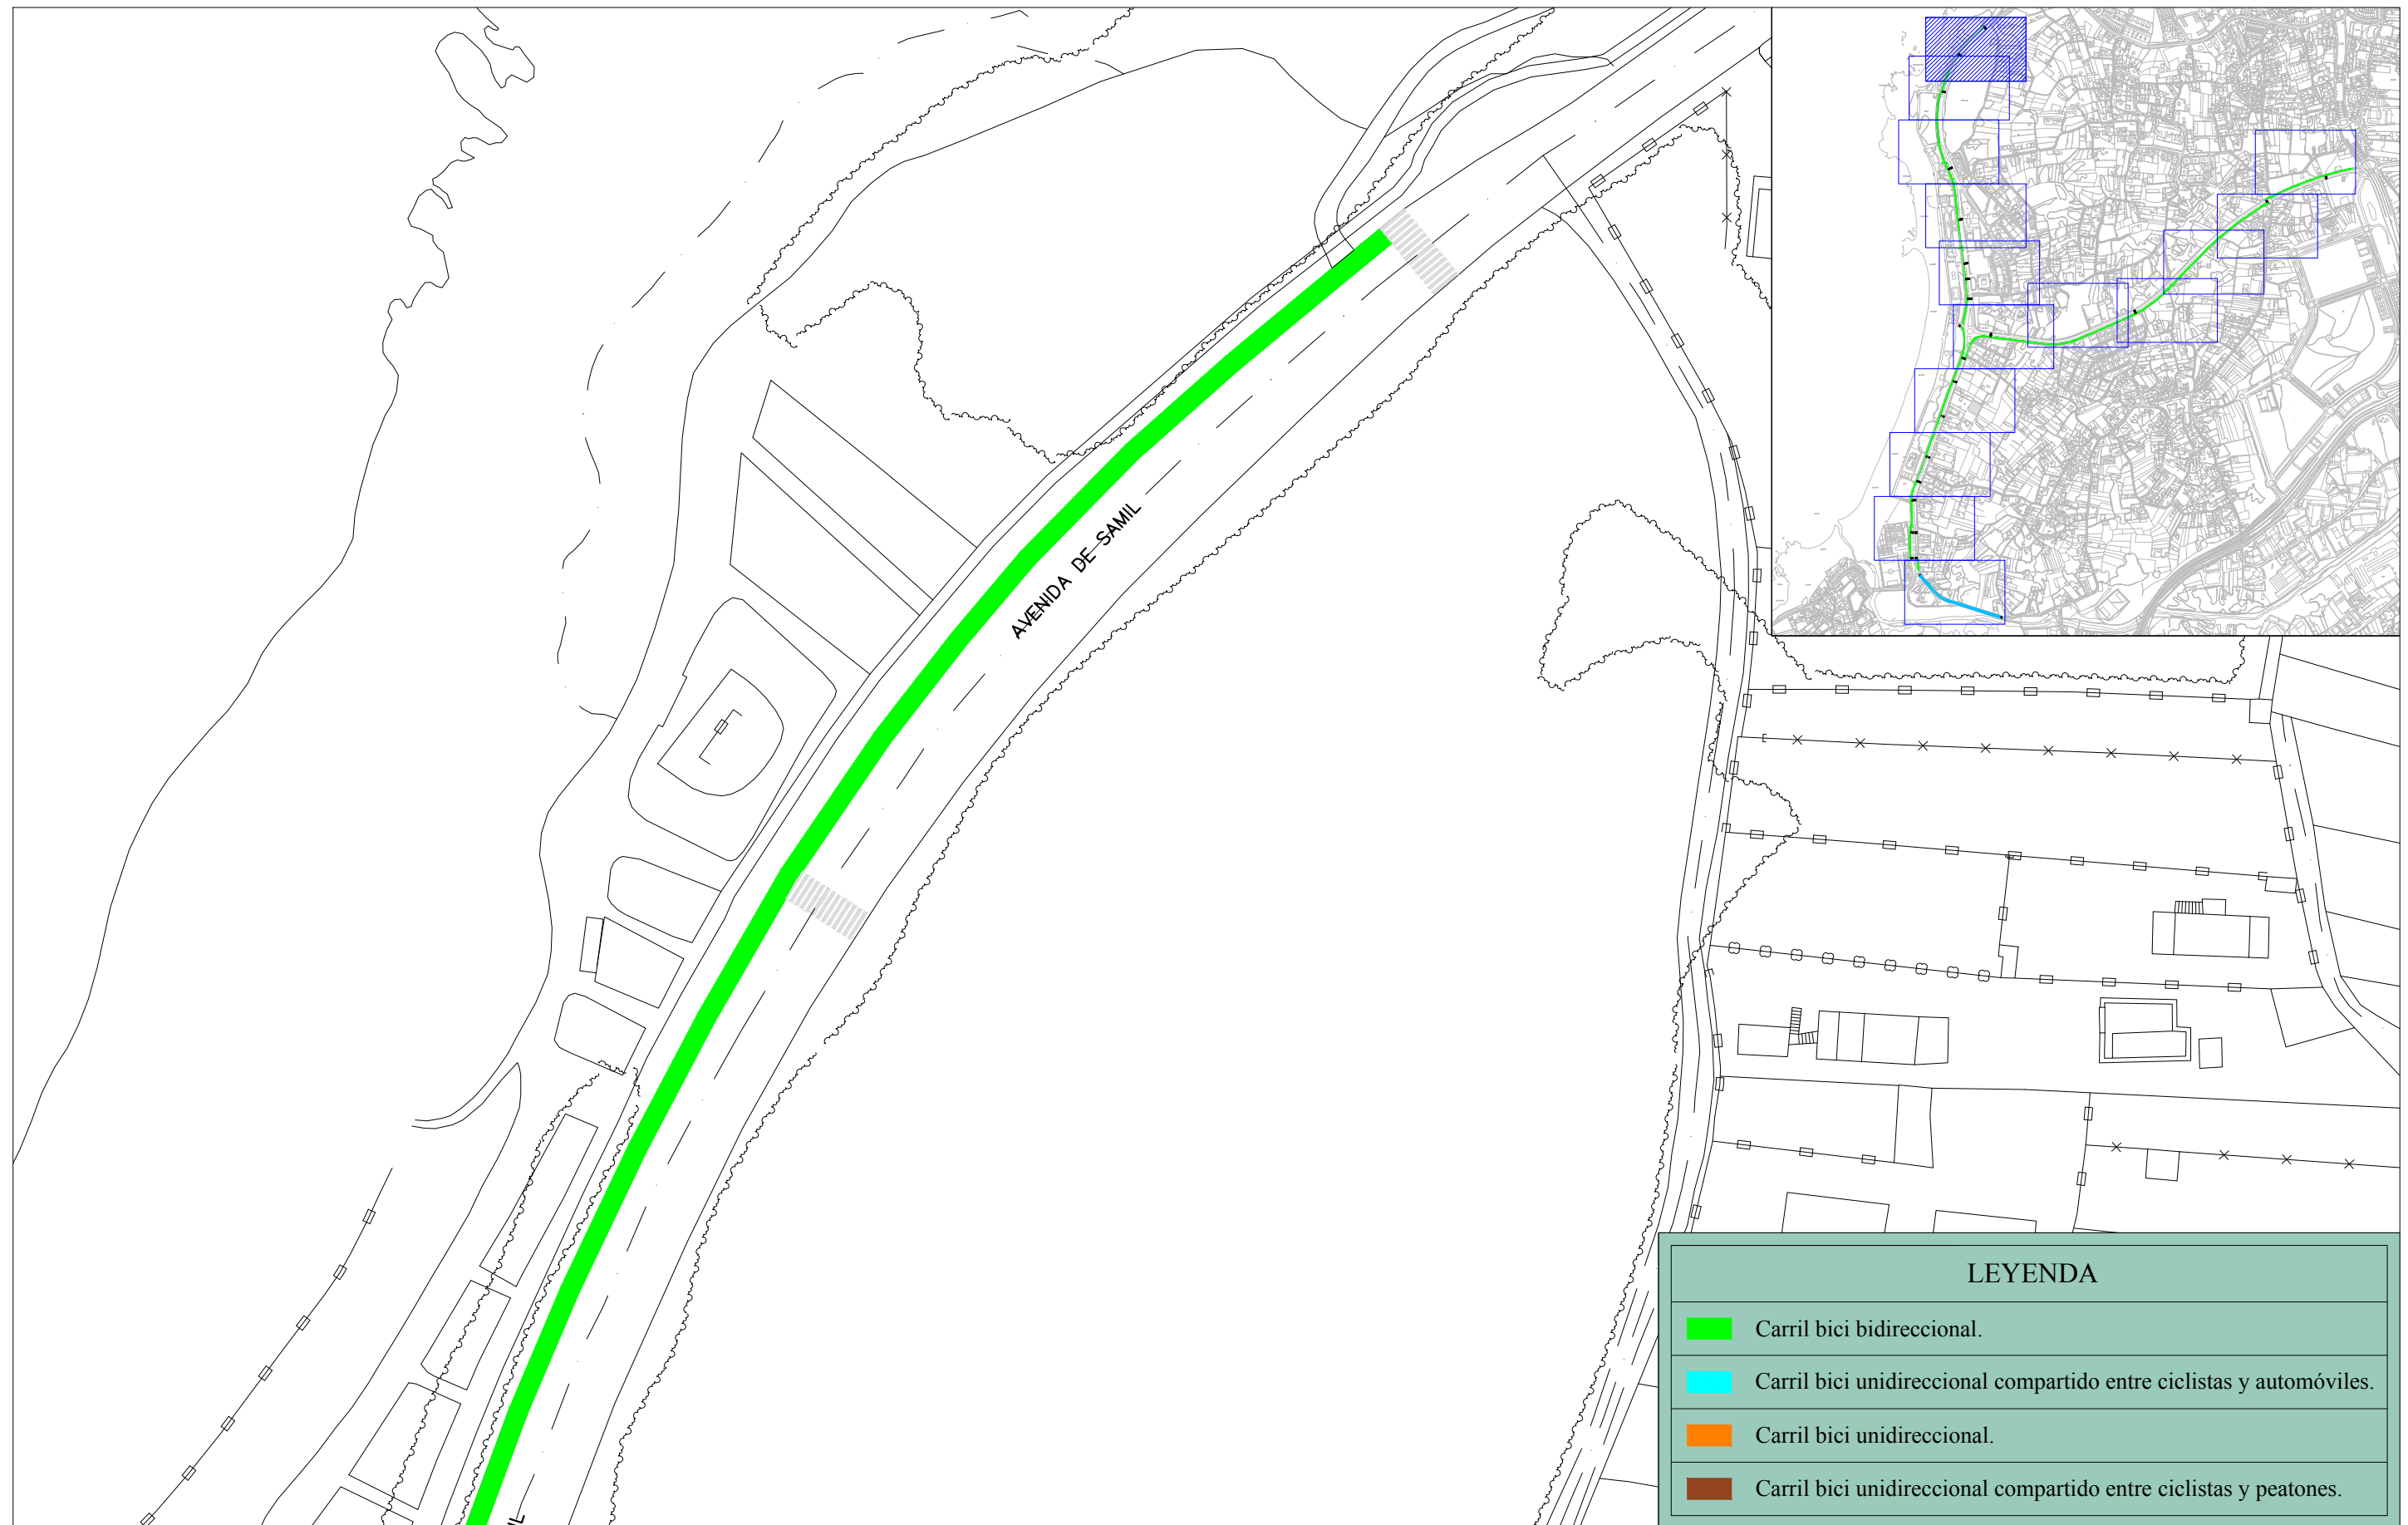 AVENIDA DE SAMIL
IL
LEYENDA
Carril bici bidireccional.
Carril bici unidireccional compartido entre ciclistas y automóviles.
Carril bici unidireccional.
Carril bici unidireccional compartido entre ciclistas y peatones.